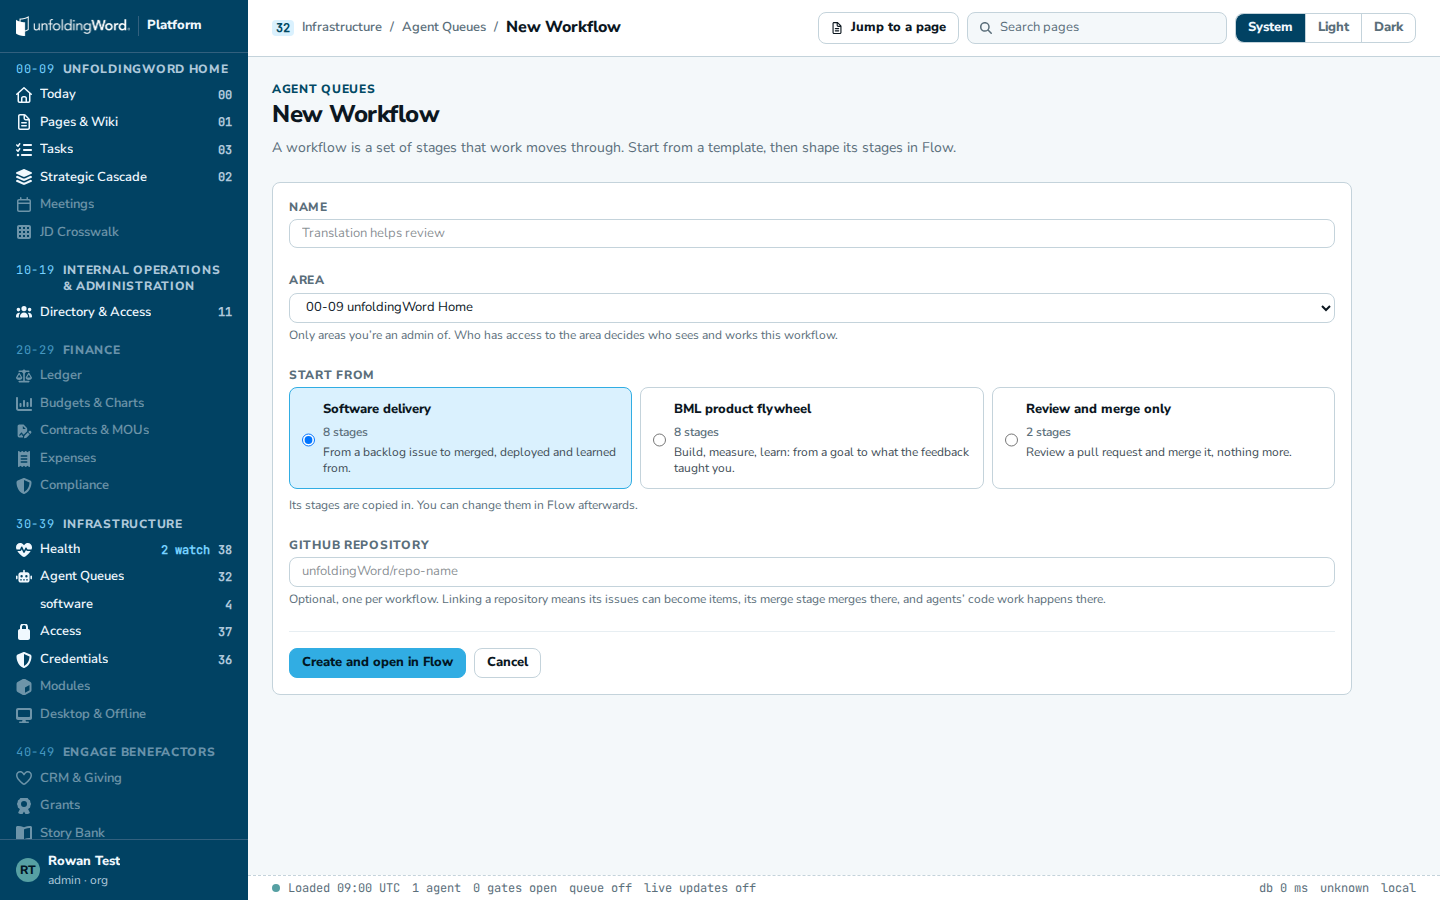 unfoldingWord. Platform
00-09 UNFOLDINGWORD HOME
Today 00
Pages & Wiki 01
Tasks 03
Strategic Cascade 02
Meetings
JD Crosswalk
10-19 INTERNAL OPERATIONS
& ADMINISTRATION
Directory & Access 11
20-29 FINANCE
Ledger
Budgets & Charts
Contracts & MOUs
Expenses
Compliance
30-39 INFRASTRUCTURE
Health 2 watch 38
Agent Queues 32
software 4
Access 37
Credentials 36
Modules
Desktop & Offline
40-49 ENGAGE BENEFACTORS
CRM & Giving
Grants
Story Bank
RT Rowan Test
admin · org
32 Infrastructure / Agent Queues / New Workflow
Jump to a page
Search pages
System Light Dark
AGENT QUEUES
New Workflow
A workflow is a set of stages that work moves through. Start from a template, then shape its stages in Flow.
NAME
Translation helps review
AREA
00-09 unfoldingWord Home
Only areas you’re an admin of. Who has access to the area decides who sees and works this workflow.
START FROM
Software delivery
8 stages
From a backlog issue to merged, deployed and learned
from.
BML product flywheel
8 stages
Build, measure, learn: from a goal to what the feedback
taught you.
Review and merge only
2 stages
Review a pull request and merge it, nothing more.
Its stages are copied in. You can change them in Flow afterwards.
GITHUB REPOSITORY
unfoldingWord/repo-name
Optional, one per workflow. Linking a repository means its issues can become items, its merge stage merges there, and agents’ code work happens there.
Create and open in Flow Cancel
Loaded 09:00 UTC 1 agent 0 gates open queue off live updates off
db 0 ms unknown local